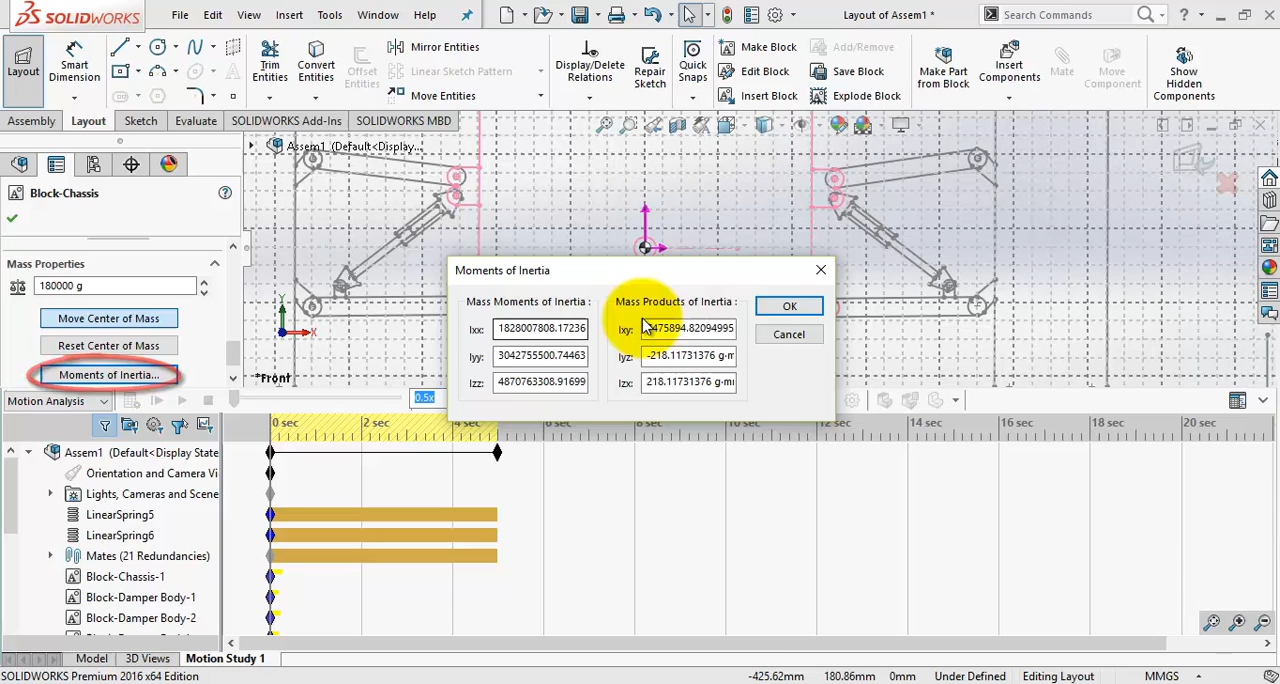 SOLIDWORKS File Edit View Insert Tools Window Help Layout of Assem1 * Search Commands ?
Layout Smart Dimension Trim Entities Convert Entities Offset Entities Mirror Entities Linear Sketch Pattern Move Entities Display/Delete Relations Repair Sketch Quick Snaps Make Block Edit Block Insert Block Add/Remove Save Block Explode Block Make Part from Block Insert Components Mate Move Component Show Hidden Components
Assembly Layout Sketch Evaluate SOLIDWORKS Add-Ins SOLIDWORKS MBD
Assem1 (Default<Display...
Block-Chassis
Mass Properties
180000 g
Move Center of Mass
Reset Center of Mass
Moments of Inertia...
Y
X
*Front
Moments of Inertia
Mass Moments of Inertia : Mass Products of Inertia :
Ixx: 1828007808.17236 Ixy: 475894.82094995 OK
Iyy: 3042755500.74463 Iyz: -218.11731376 g·m Cancel
Izz: 4870763308.91699 Izx: 218.11731376 g·m
Motion Analysis 0.5x
0 sec 2 sec 4 sec 6 sec 8 sec 10 sec 12 sec 14 sec 16 sec 18 sec 20 sec
Assem1 (Default<Display State
Orientation and Camera Vi
Lights, Cameras and Scene
LinearSpring5
LinearSpring6
Mates (21 Redundancies)
Block-Chassis-1
Block-Damper Body-1
Block-Damper Body-2
Model 3D Views Motion Study 1
SOLIDWORKS Premium 2016 x64 Edition -425.62mm 180.86mm 0mm Under Defined Editing Layout MMGS